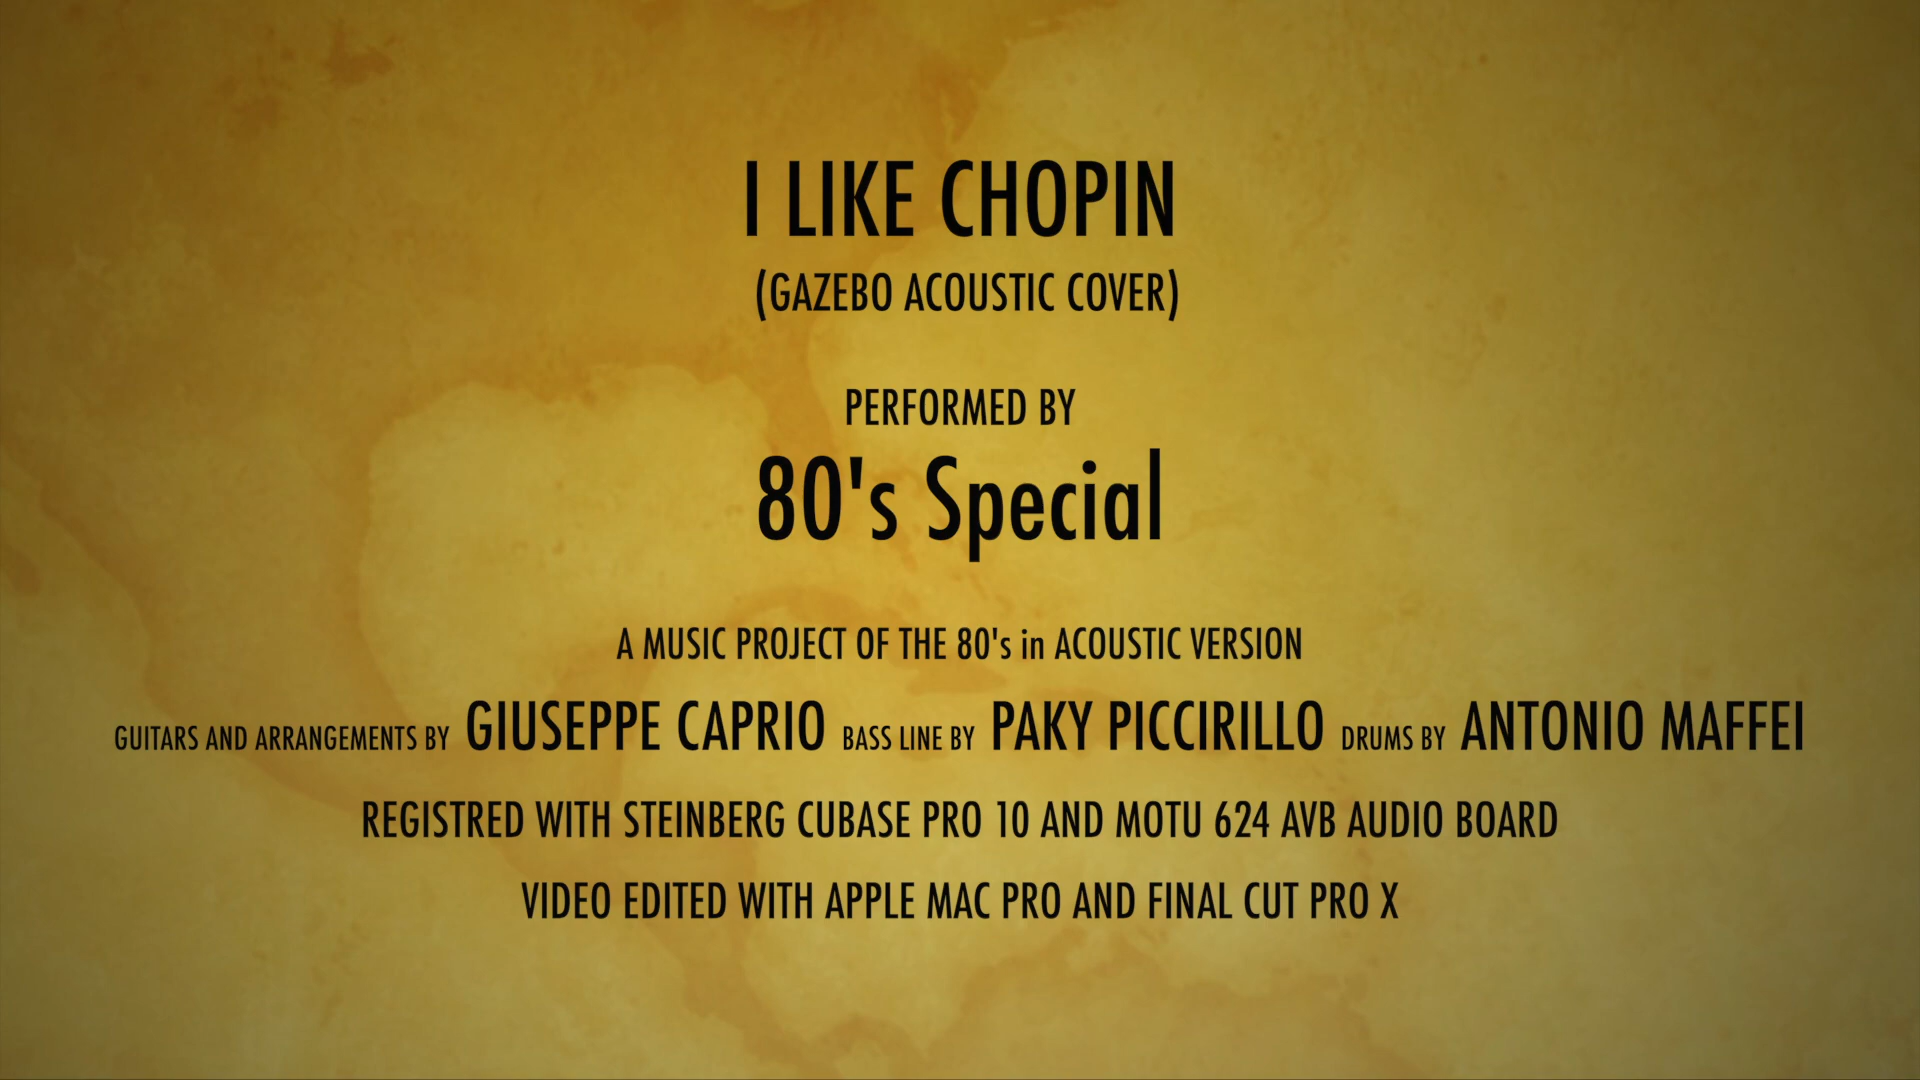 I LIKE CHOPIN
(GAZEBO ACOUSTIC COVER)
PERFORMED BY
80's Special
A MUSIC PROJECT OF THE 80's in ACOUSTIC VERSION
GUITARS AND ARRANGEMENTS BY GIUSEPPE CAPRIO BASS LINE BY PAKY PICCIRILLO DRUMS BY ANTONIO MAFFEI
REGISTRED WITH STEINBERG CUBASE PRO 10 AND MOTU 624 AVB AUDIO BOARD
VIDEO EDITED WITH APPLE MAC PRO AND FINAL CUT PRO X